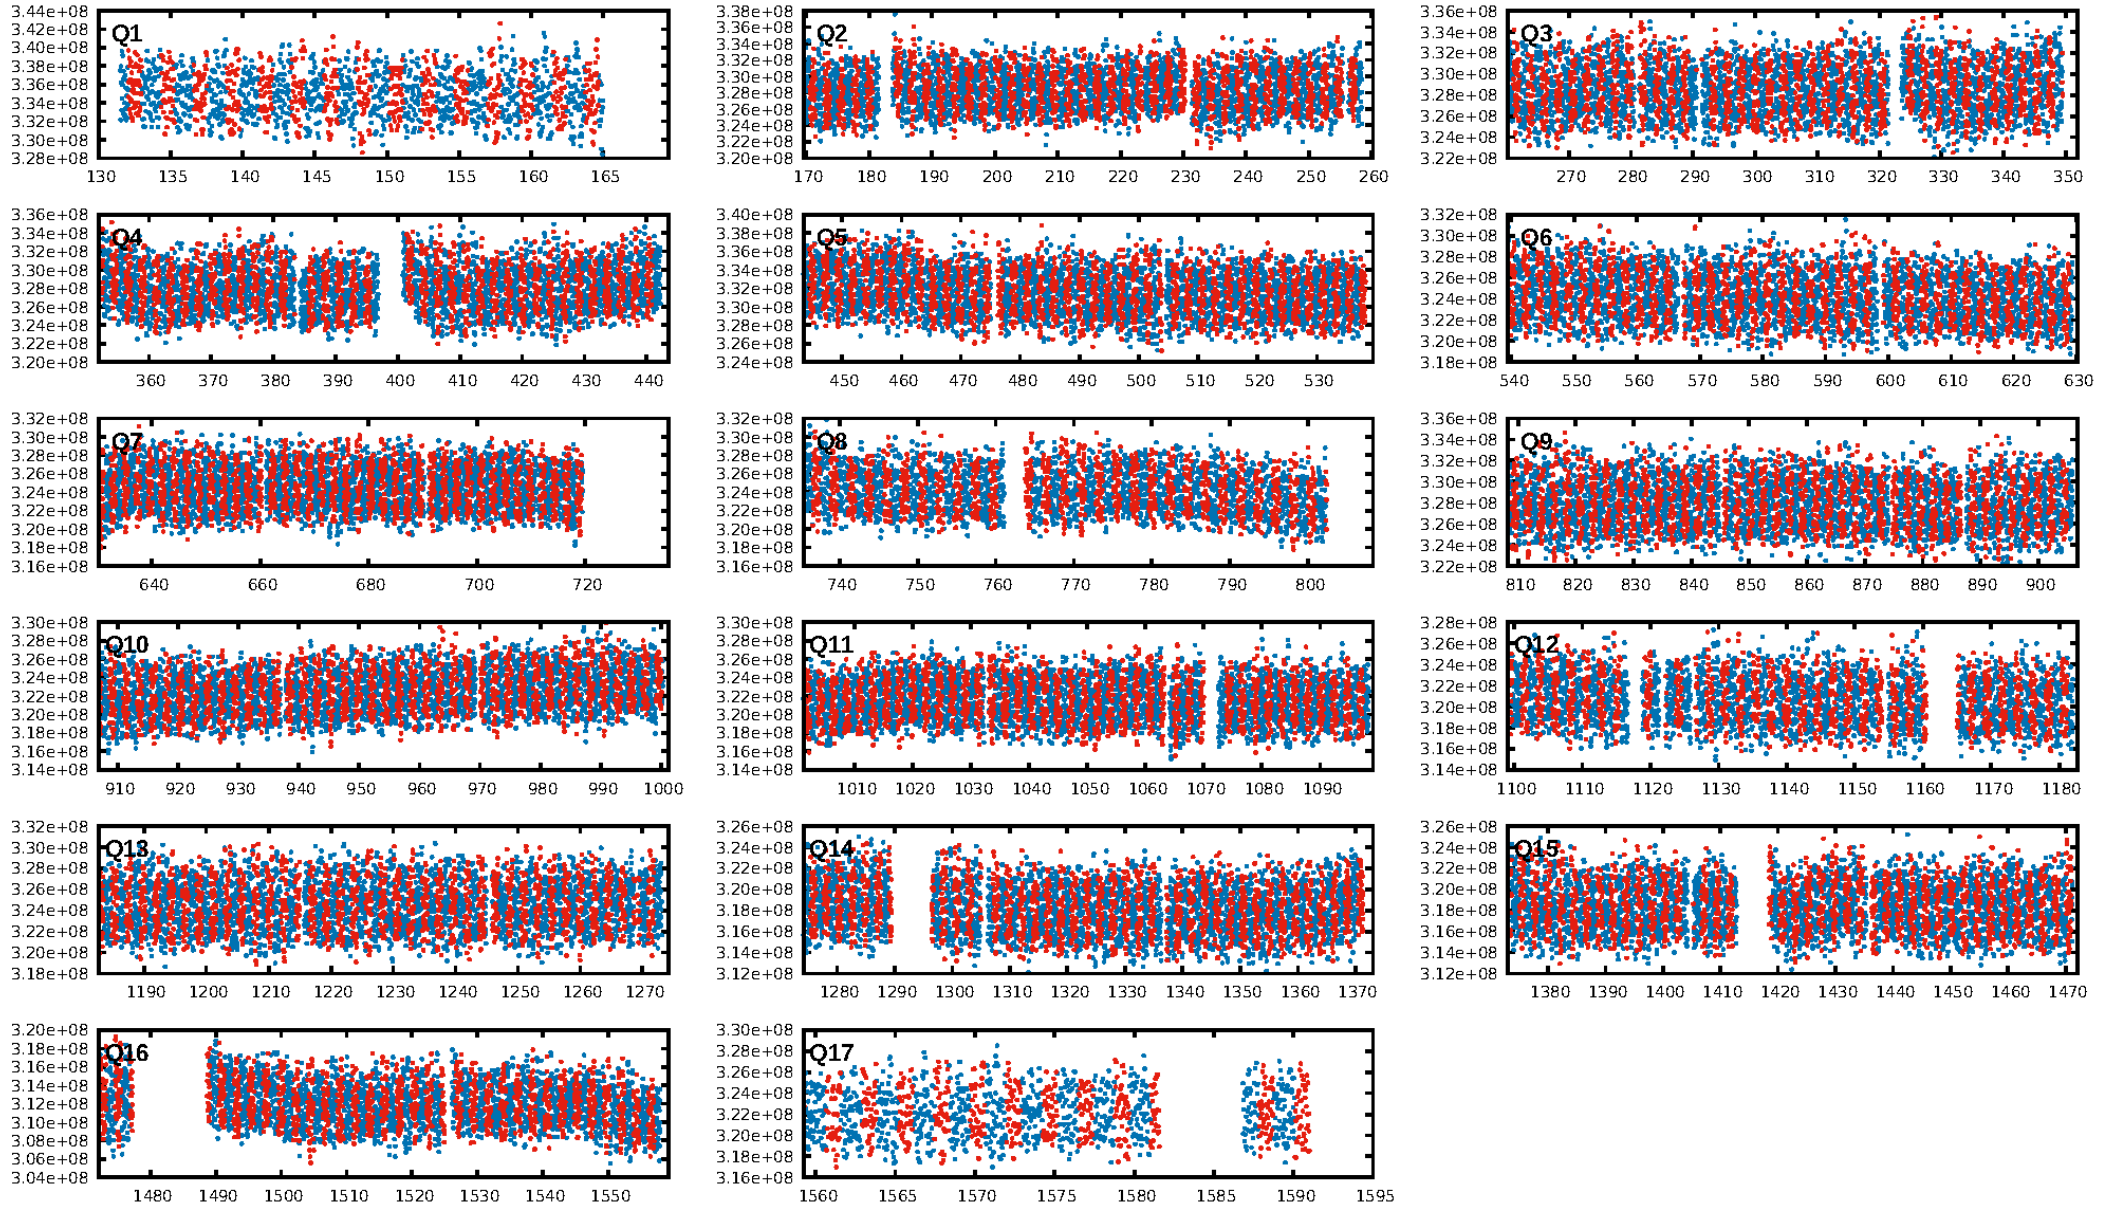 Q1
3.44e+08
3.42e+08
3.40e+08
3.38e+08
3.36e+08
3.34e+08
3.32e+08
3.30e+08
3.28e+08
130 135 140 145 150 155 160 165
Q2
3.38e+08
3.36e+08
3.34e+08
3.32e+08
3.30e+08
3.28e+08
3.26e+08
3.24e+08
3.22e+08
3.20e+08
170 180 190 200 210 220 230 240 250 260
Q3
3.36e+08
3.34e+08
3.32e+08
3.30e+08
3.28e+08
3.26e+08
3.24e+08
3.22e+08
270 280 290 300 310 320 330 340 350
Q4
3.36e+08
3.34e+08
3.32e+08
3.30e+08
3.28e+08
3.26e+08
3.24e+08
3.22e+08
3.20e+08
360 370 380 390 400 410 420 430 440
Q5
3.40e+08
3.38e+08
3.36e+08
3.34e+08
3.32e+08
3.30e+08
3.28e+08
3.26e+08
3.24e+08
450 460 470 480 490 500 510 520 530
Q6
3.32e+08
3.30e+08
3.28e+08
3.26e+08
3.24e+08
3.22e+08
3.20e+08
3.18e+08
540 550 560 570 580 590 600 610 620 630
Q7
3.32e+08
3.30e+08
3.28e+08
3.26e+08
3.24e+08
3.22e+08
3.20e+08
3.18e+08
3.16e+08
640 660 680 700 720
Q8
3.32e+08
3.30e+08
3.28e+08
3.26e+08
3.24e+08
3.22e+08
3.20e+08
3.18e+08
3.16e+08
740 750 760 770 780 790 800
Q9
3.36e+08
3.34e+08
3.32e+08
3.30e+08
3.28e+08
3.26e+08
3.24e+08
3.22e+08
810 820 830 840 850 860 870 880 890 900
Q10
3.30e+08
3.28e+08
3.26e+08
3.24e+08
3.22e+08
3.20e+08
3.18e+08
3.16e+08
3.14e+08
910 920 930 940 950 960 970 980 990 1000
Q11
3.30e+08
3.28e+08
3.26e+08
3.24e+08
3.22e+08
3.20e+08
3.18e+08
3.16e+08
3.14e+08
1010 1020 1030 1040 1050 1060 1070 1080 1090
Q12
3.28e+08
3.26e+08
3.24e+08
3.22e+08
3.20e+08
3.18e+08
3.16e+08
3.14e+08
1100 1110 1120 1130 1140 1150 1160 1170 1180
Q13
3.32e+08
3.30e+08
3.28e+08
3.26e+08
3.24e+08
3.22e+08
3.20e+08
3.18e+08
1190 1200 1210 1220 1230 1240 1250 1260 1270
Q14
3.26e+08
3.24e+08
3.22e+08
3.20e+08
3.18e+08
3.16e+08
3.14e+08
3.12e+08
1280 1290 1300 1310 1320 1330 1340 1350 1360 1370
Q15
3.26e+08
3.24e+08
3.22e+08
3.20e+08
3.18e+08
3.16e+08
3.14e+08
3.12e+08
1380 1390 1400 1410 1420 1430 1440 1450 1460 1470
Q16
3.20e+08
3.18e+08
3.16e+08
3.14e+08
3.12e+08
3.10e+08
3.08e+08
3.06e+08
3.04e+08
1480 1490 1500 1510 1520 1530 1540 1550
Q17
3.30e+08
3.28e+08
3.26e+08
3.24e+08
3.22e+08
3.20e+08
3.18e+08
3.16e+08
1560 1565 1570 1575 1580 1585 1590 1595